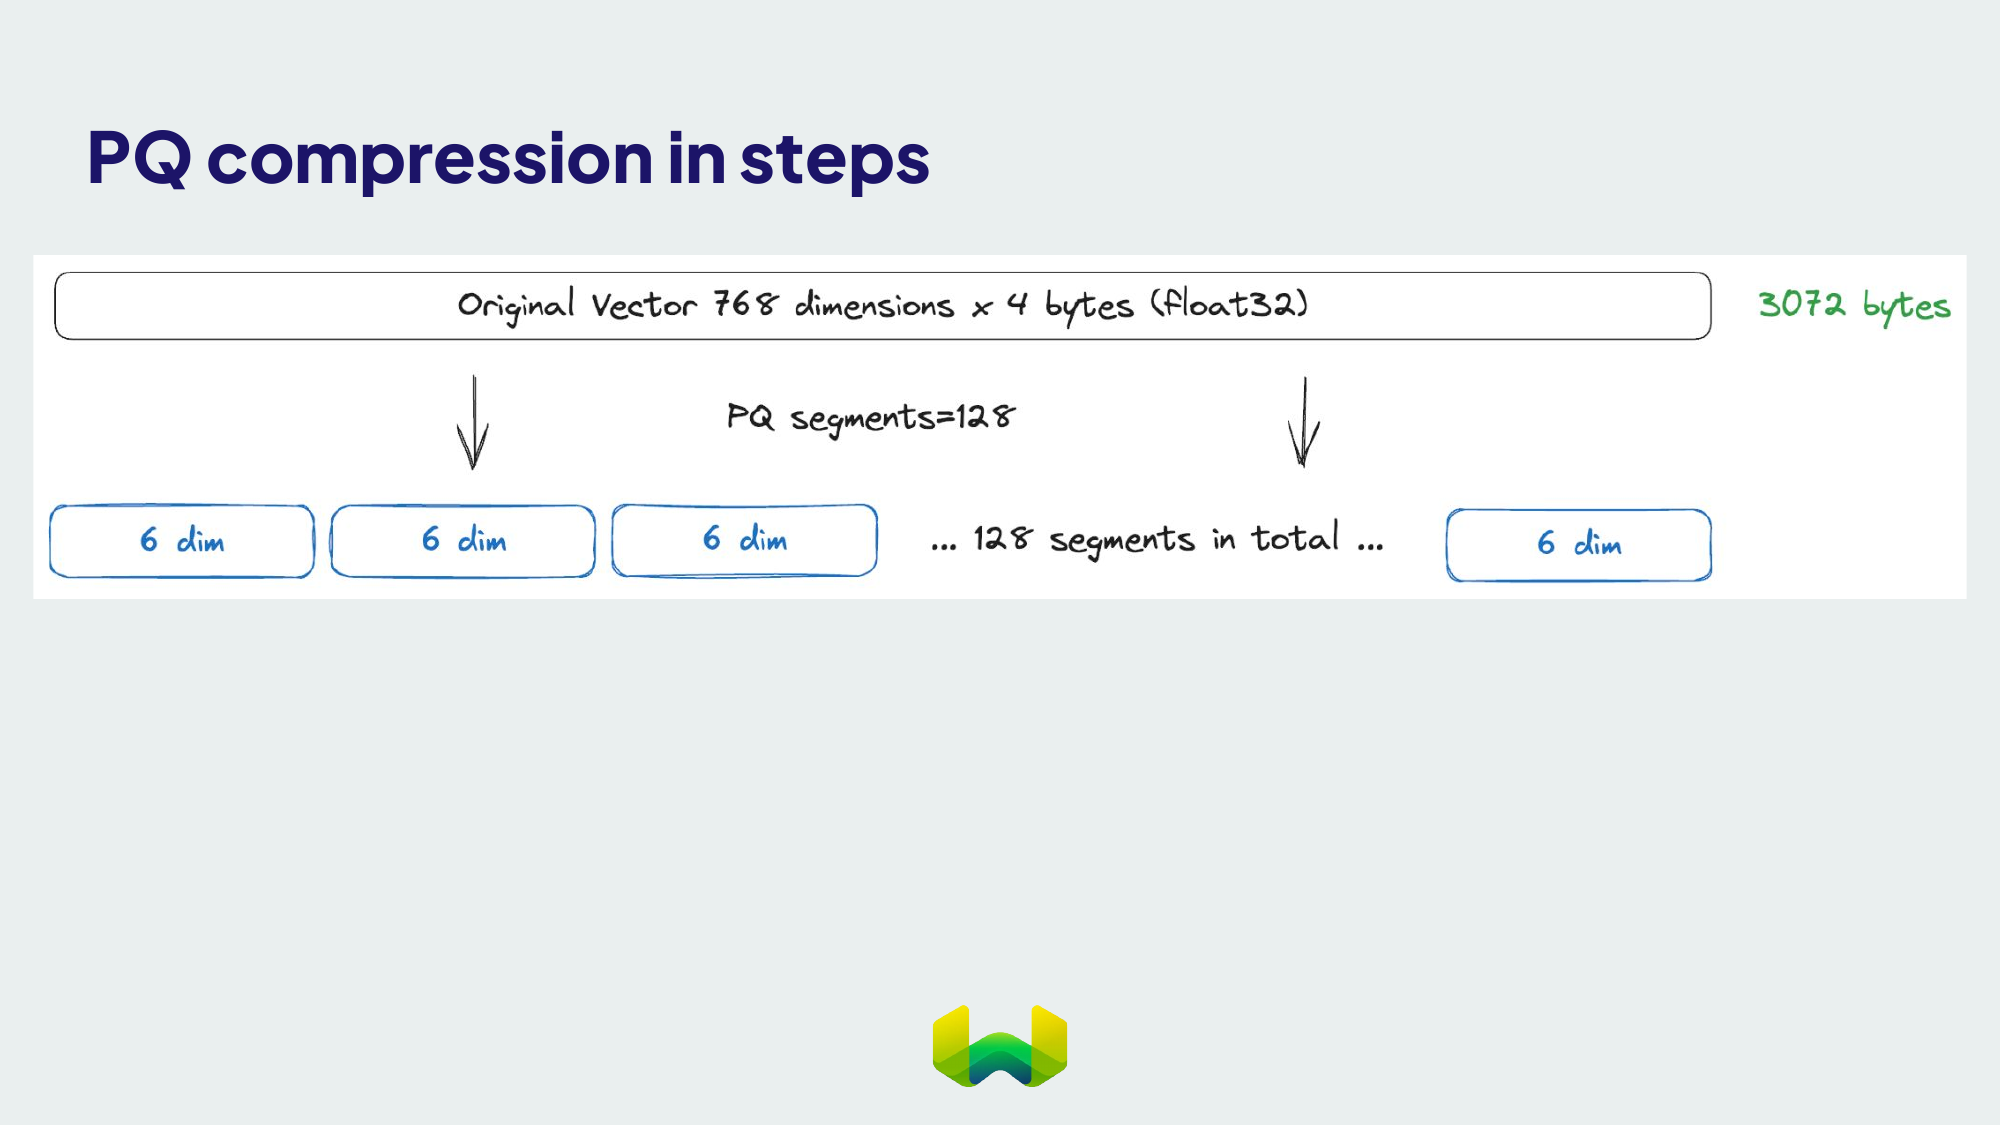 PQ compression in steps
Original Vector 768 dimensions x 4 bytes (float32)
3072 bytes
PQ segments=128
6 dim
6 dim
6 dim
... 128 segments in total ...
6 dim